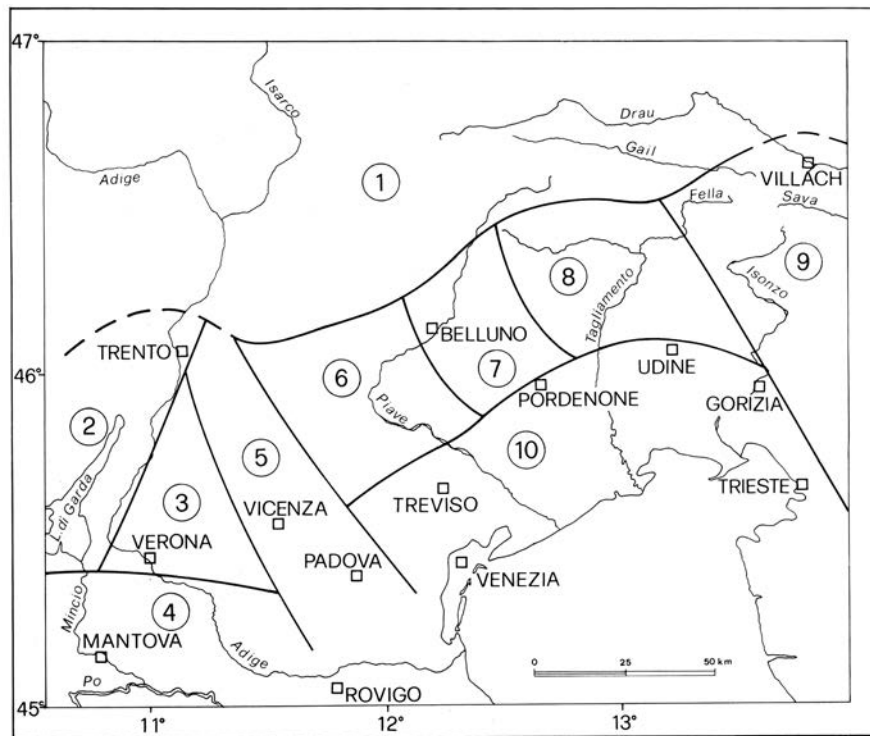 47°
Isarco
Drau
Gail
Adige
1
VILLACH
Fella
Sava
8
9
Isonzo
Tagliamento
TRENTO
BELLUNO
UDINE
46°
6
7
PORDENONE
GORIZIA
Piave
2
10
5
L. di Garda
3
VICENZA
TREVISO
TRIESTE
VERONA
PADOVA
VENEZIA
Mincio
4
MANTOVA
Adige
0 25 50 km
Po
ROVIGO
45°
11° 12° 13°